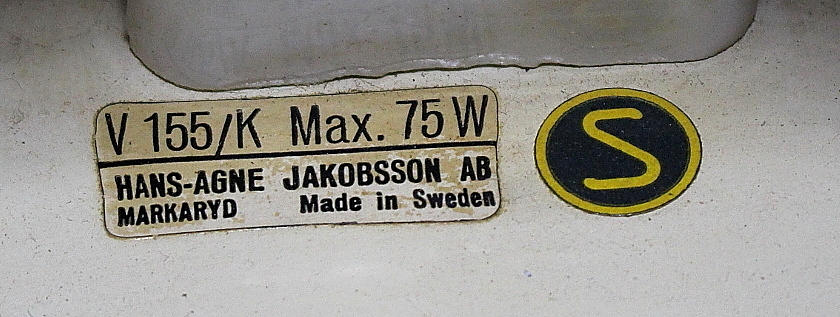 V 155/K Max. 75 W
HANS-AGNE JAKOBSSON AB
MARKARYD Made in Sweden
S